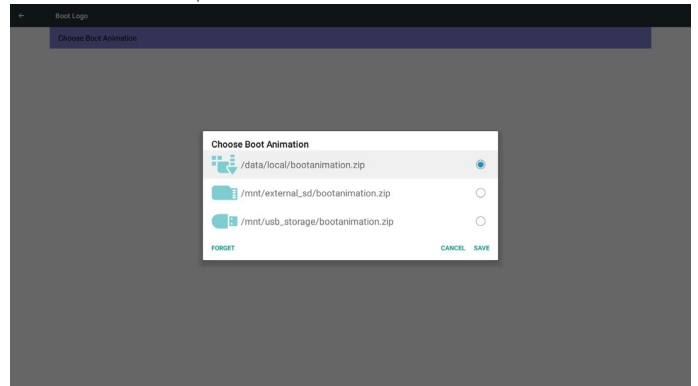 Boot Logo
Choose Boot Animation
Choose Boot Animation
/data/local/bootanimation.zip
/mnt/external_sd/bootanimation.zip
/mnt/usb_storage/bootanimation.zip
FORGET CANCEL SAVE